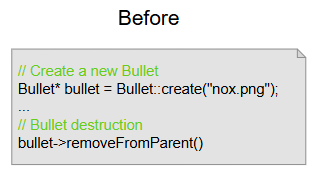 Before
// Create a new Bullet
Bullet* bullet = Bullet::create("nox.png");
...
// Bullet destruction
bullet->removeFromParent()